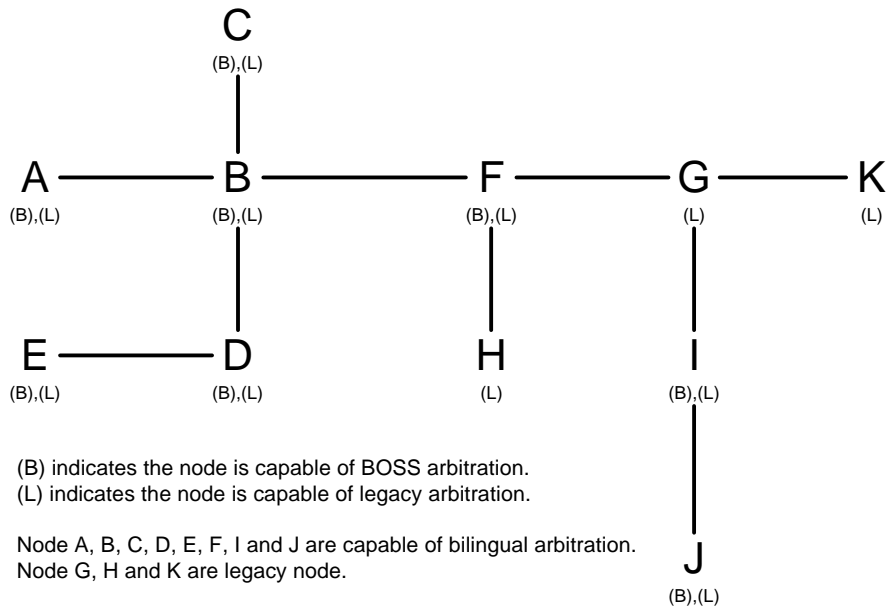 C
(B),(L)
A B F G K
(B),(L) (B),(L) (B),(L) (L) (L)
E D H I
(B),(L) (B),(L) (L) (B),(L)
(B) indicates the node is capable of BOSS arbitration.
(L) indicates the node is capable of legacy arbitration.
Node A, B, C, D, E, F, I and J are capable of bilingual arbitration.
Node G, H and K are legacy node.
J
(B),(L)